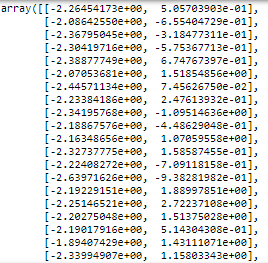 array([[-2.26454173e+00, 5.05703903e-01],
[-2.08642550e+00, -6.55404729e-01],
[-2.36795045e+00, -3.18477311e-01],
[-2.30419716e+00, -5.75367713e-01],
[-2.38877749e+00, 6.74767397e-01],
[-2.07053681e+00, 1.51854856e+00],
[-2.44571134e+00, 7.45626750e-02],
[-2.23384186e+00, 2.47613932e-01],
[-2.34195768e+00, -1.09514636e+00],
[-2.18867576e+00, -4.48629048e-01],
[-2.16348656e+00, 1.07059558e+00],
[-2.32737775e+00, 1.58587455e-01],
[-2.22408272e+00, -7.09118158e-01],
[-2.63971626e+00, -9.38281982e-01],
[-2.19229151e+00, 1.88997851e+00],
[-2.25146521e+00, 2.72237108e+00],
[-2.20275048e+00, 1.51375028e+00],
[-2.19017916e+00, 5.14304308e-01],
[-1.89407429e+00, 1.43111071e+00],
[-2.33994907e+00, 1.15803343e+00],